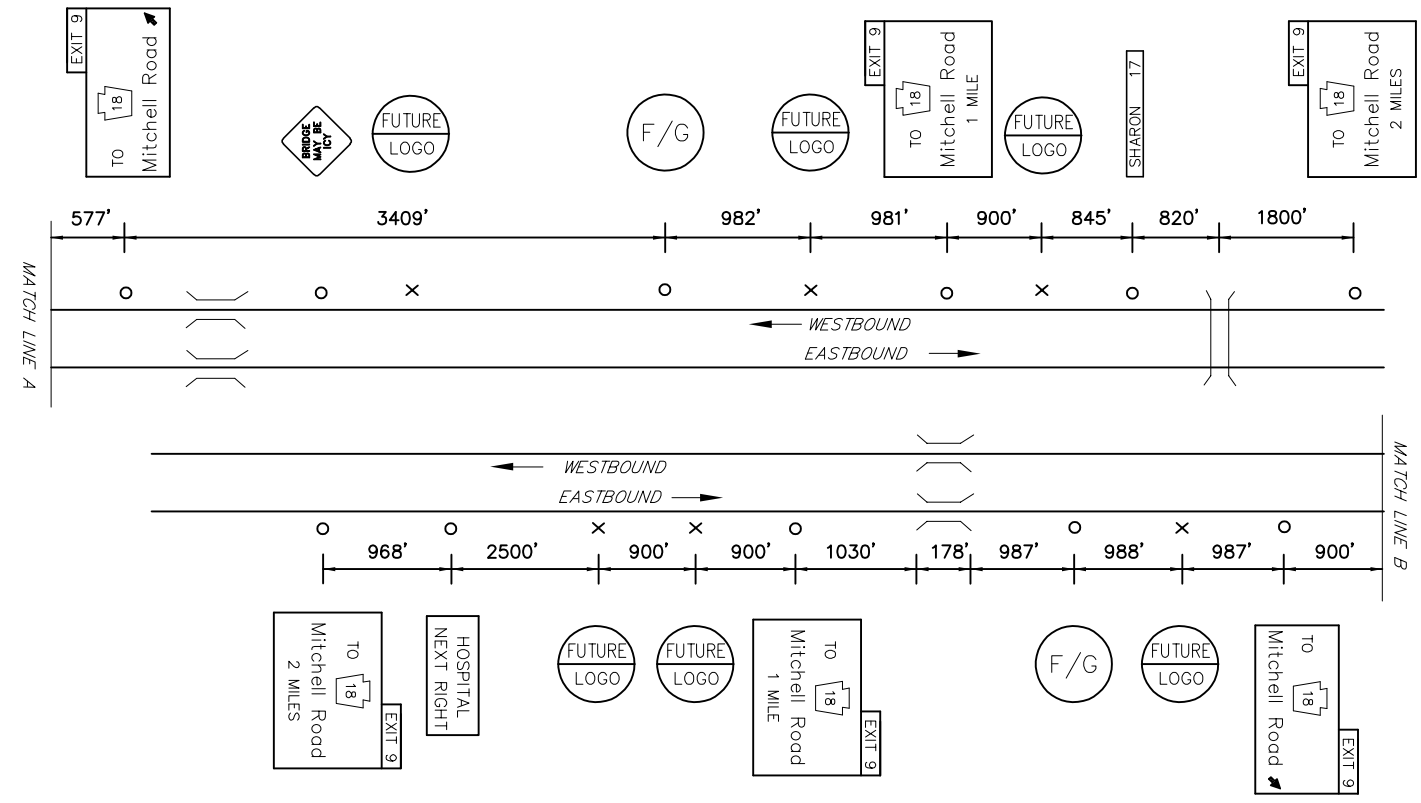 EXIT 9
TO 18
Mitchell Road
BRIDGE
MAY BE
ICY
FUTURE
LOGO
F/G
FUTURE
LOGO
EXIT 9
TO 18
Mitchell Road
1 MILE
FUTURE
LOGO
SHARON 17
EXIT 9
TO 18
Mitchell Road
2 MILES
577' 3409' 982' 981' 900' 845' 820' 1800'
MATCH LINE A
WESTBOUND
EASTBOUND
WESTBOUND
EASTBOUND
MATCH LINE B
968' 2500' 900' 900' 1030' 178' 987' 988' 987' 900'
EXIT 9
TO 18
Mitchell Road
2 MILES
HOSPITAL
NEXT RIGHT
FUTURE
LOGO
FUTURE
LOGO
EXIT 9
TO 18
Mitchell Road
1 MILE
F/G
FUTURE
LOGO
EXIT 9
TO 18
Mitchell Road